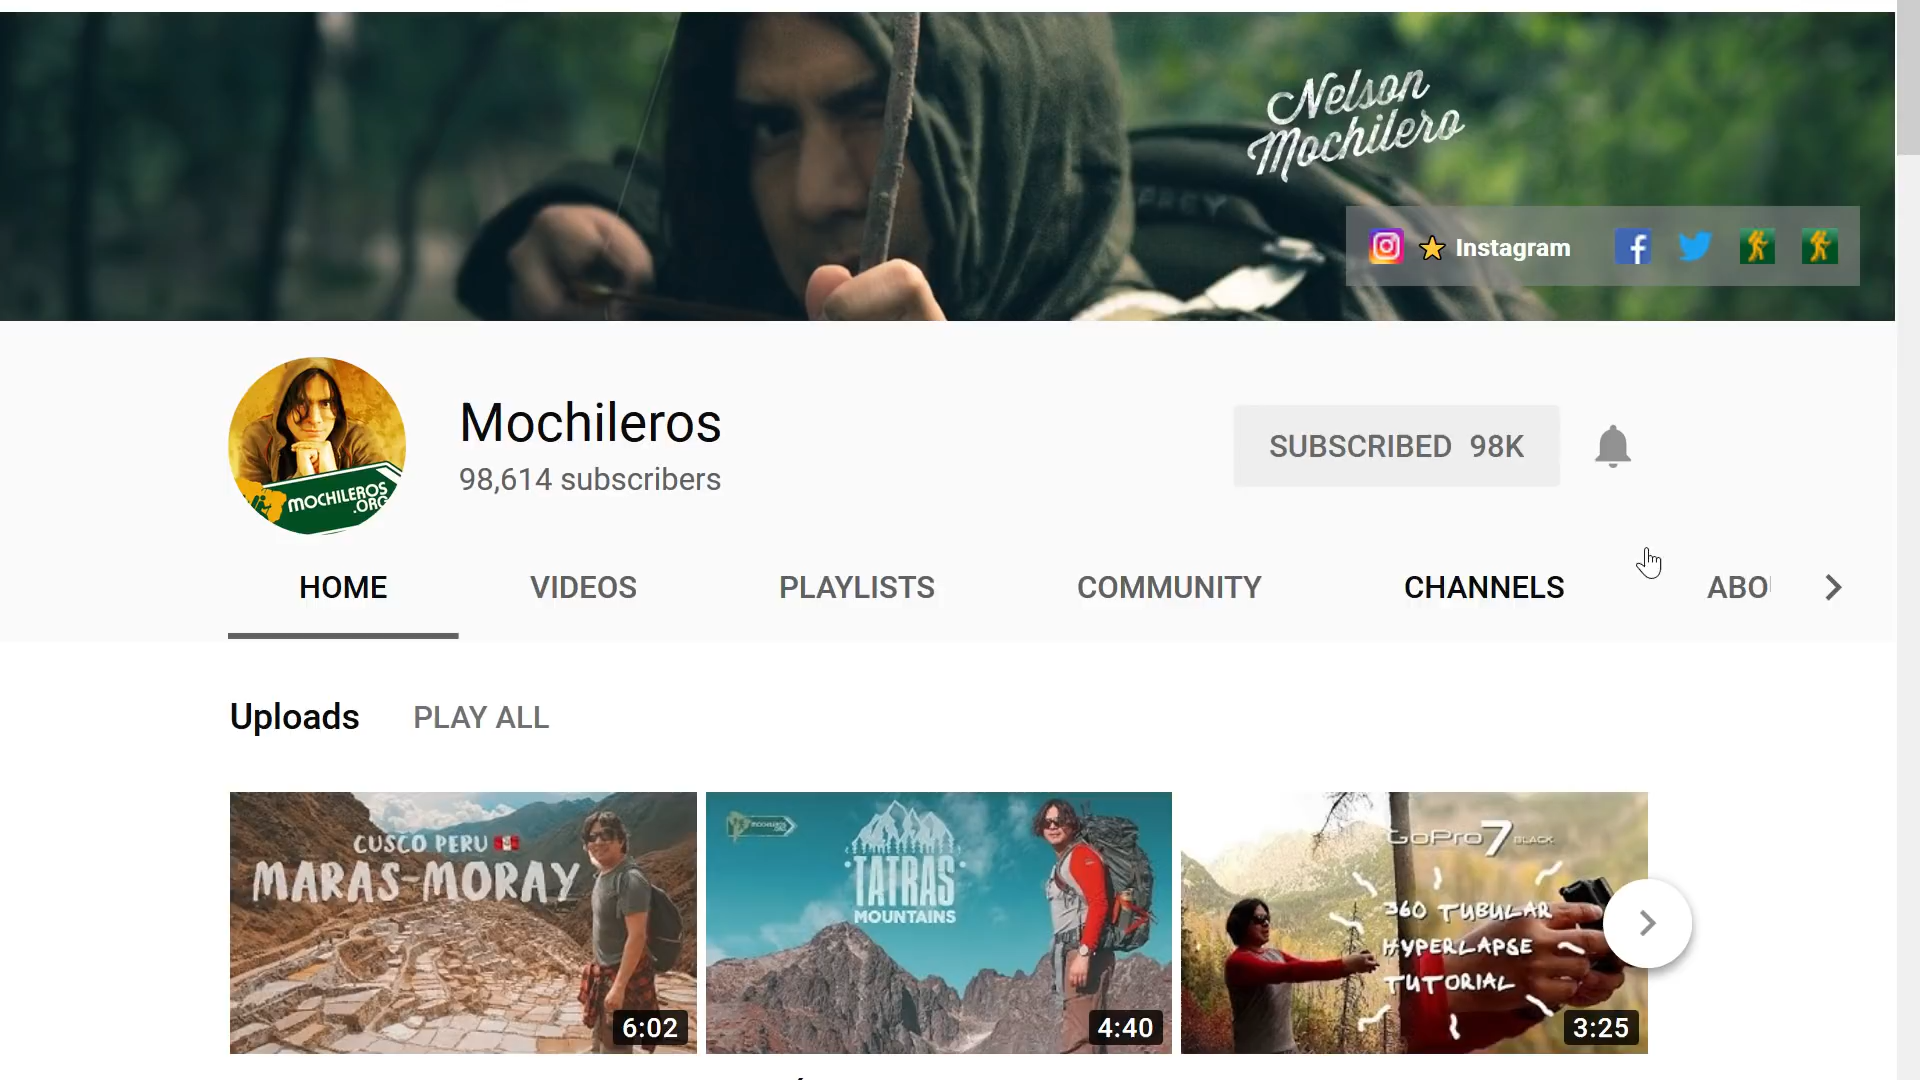 Nelson
Mochilero
Instagram
MOCHILEROS
.ORG
Mochileros
98,614 subscribers
SUBSCRIBED 98K
HOME VIDEOS PLAYLISTS COMMUNITY CHANNELS ABO
Uploads PLAY ALL
CUSCO PERU
MARAS-MORAY
6:02
TATRAS
MOUNTAINS
4:40
GoPro 7 BLACK
360 TUBULAR
HYPERLAPSE
TUTORIAL
3:25